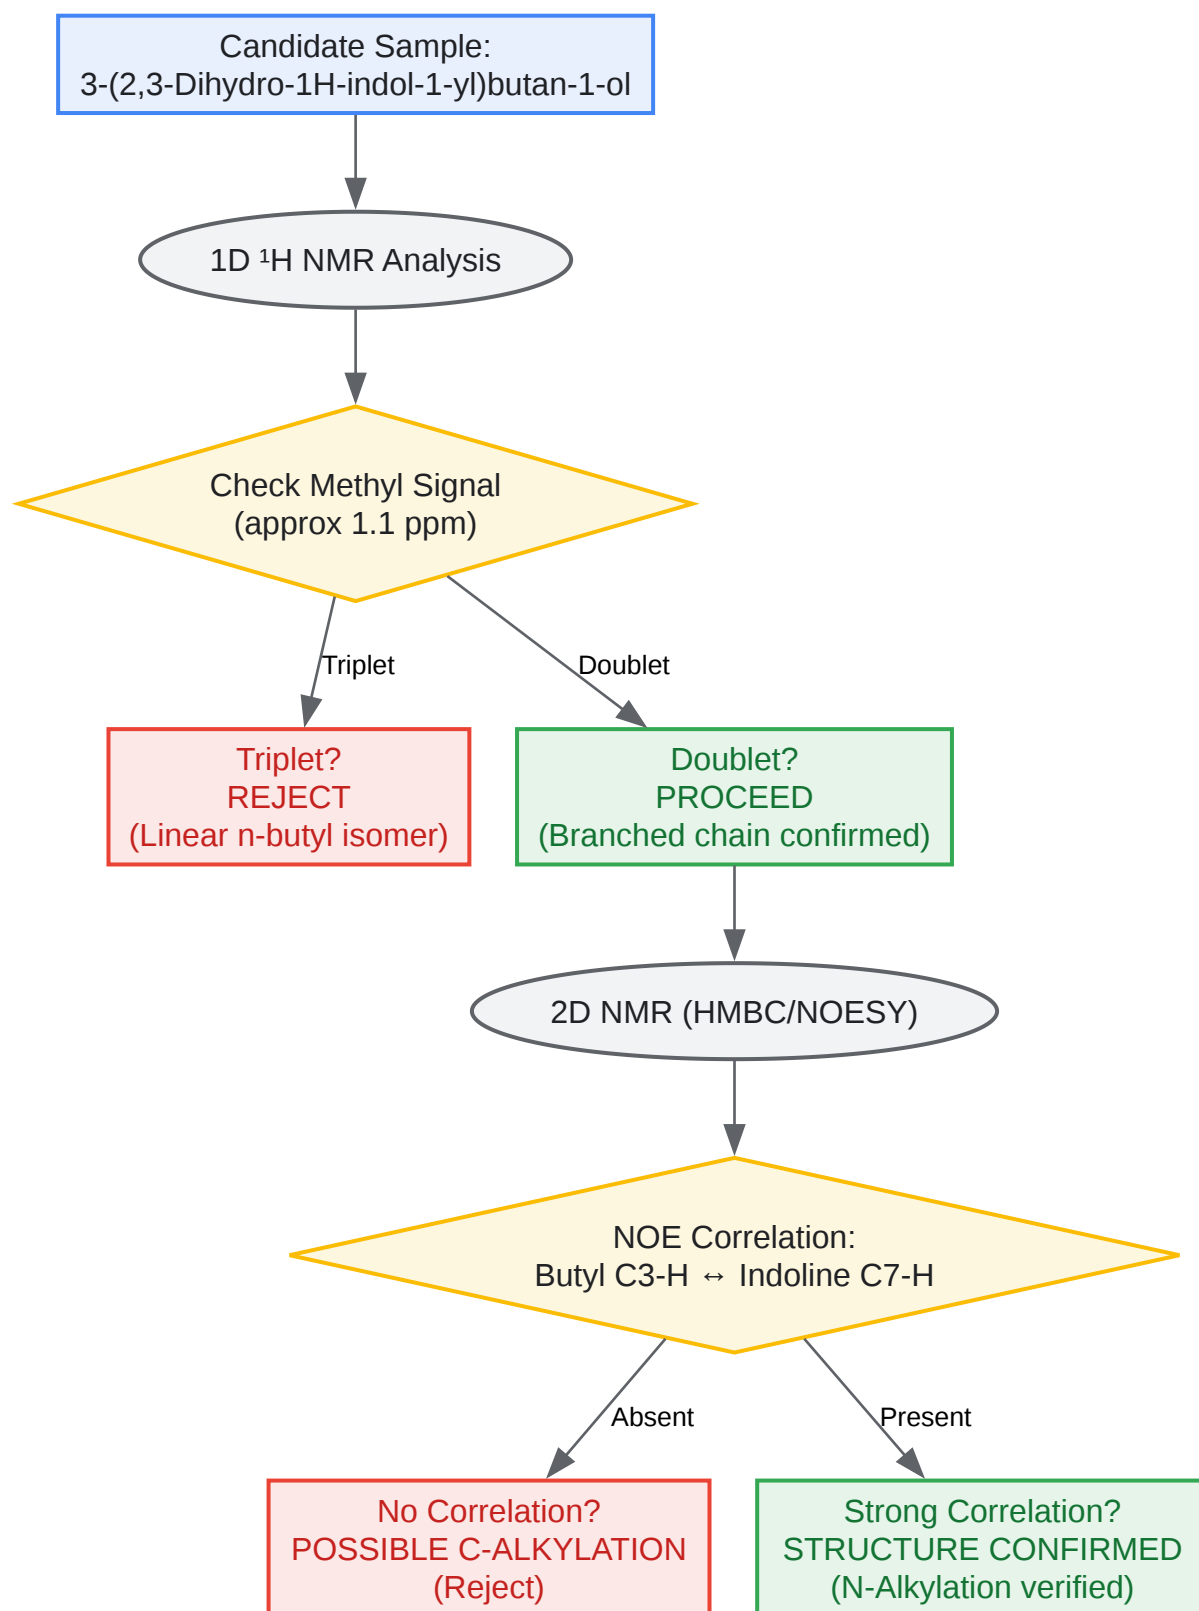 Candidate Sample:
3-(2,3-Dihydro-1H-indol-1-yl)butan-1-ol
1D ¹H NMR Analysis
Check Methyl Signal
(approx 1.1 ppm)
Triplet
Doublet
Triplet?
REJECT
(Linear n-butyl isomer)
Doublet?
PROCEED
(Branched chain confirmed)
2D NMR (HMBC/NOESY)
NOE Correlation:
Butyl C3-H ↔ Indoline C7-H
Absent
Present
No Correlation?
POSSIBLE C-ALKYLATION
(Reject)
Strong Correlation?
STRUCTURE CONFIRMED
(N-Alkylation verified)